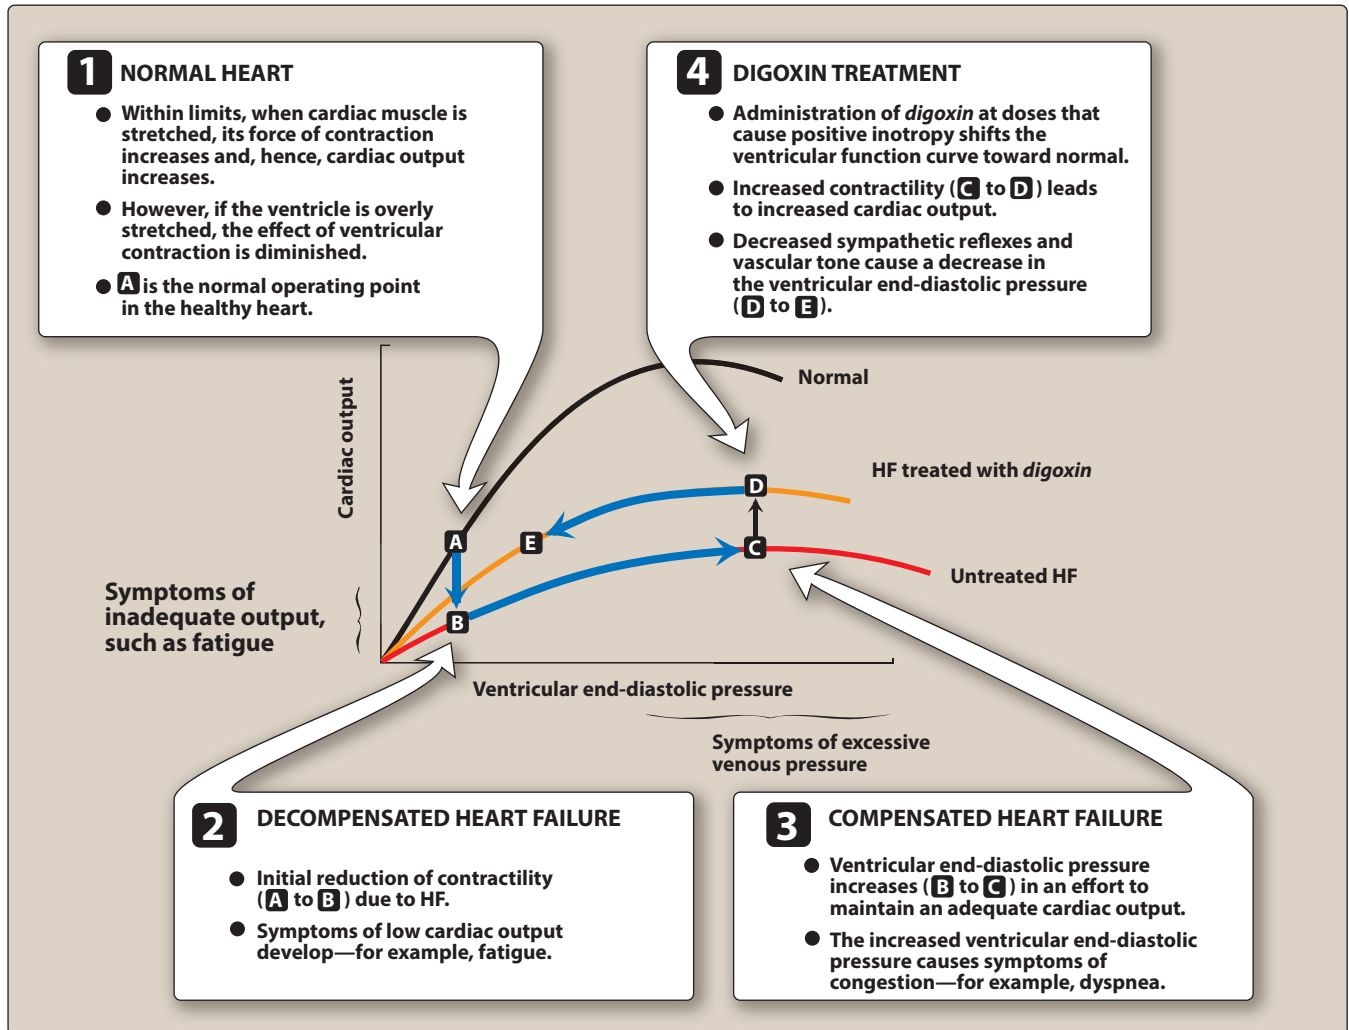 1 NORMAL HEART
● Within limits, when cardiac muscle is
stretched, its force of contraction
increases and, hence, cardiac output
increases.
● However, if the ventricle is overly
stretched, the effect of ventricular
contraction is diminished.
● A is the normal operating point
in the healthy heart.
4 DIGOXIN TREATMENT
● Administration of digoxin at doses that
cause positive inotropy shifts the
ventricular function curve toward normal.
● Increased contractility (C to D) leads
to increased cardiac output.
● Decreased sympathetic reflexes and
vascular tone cause a decrease in
the ventricular end-diastolic pressure
(D to E).
Cardiac output
Normal
HF treated with digoxin
D
A
E
C
Untreated HF
B
Symptoms of
inadequate output,
such as fatigue
Ventricular end-diastolic pressure
Symptoms of excessive
venous pressure
2 DECOMPENSATED HEART FAILURE
● Initial reduction of contractility
(A to B) due to HF.
● Symptoms of low cardiac output
develop—for example, fatigue.
3 COMPENSATED HEART FAILURE
● Ventricular end-diastolic pressure
increases (B to C) in an effort to
maintain an adequate cardiac output.
● The increased ventricular end-diastolic
pressure causes symptoms of
congestion—for example, dyspnea.